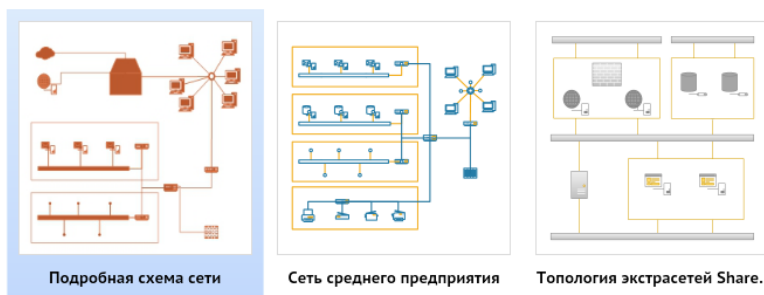 Подробная схема сети
Сеть среднего предприятия
Топология экстрасетей Share.